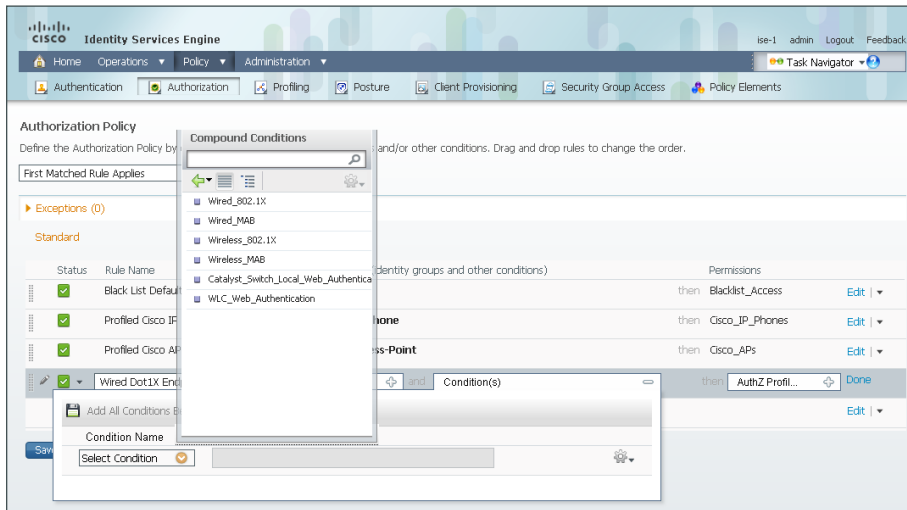 CISCO Identity Services Engine
ise-1 admin Logout Feedback
Home Operations Policy Administration
Task Navigator
Authentication Authorization Profiling Posture Client Provisioning Security Group Access Policy Elements
Authorization Policy
Define the Authorization Policy by and/or other conditions. Drag and drop rules to change the order.
First Matched Rule Applies
Compound Conditions
Wired_802.1X
Wired_MAB
Wireless_802.1X
Wireless_MAB
Catalyst_Switch_Local_Web_Authentica
WLC_Web_Authentication
Exceptions (0)
Standard
Status Rule Name identity groups and other conditions) Permissions
Black List Default then Blacklist_Access Edit |
Profiled Cisco IP hone then Cisco_IP_Phones Edit |
Profiled Cisco AP ss-Point then Cisco_APs Edit |
Wired Dot1X End and Condition(s) then AuthZ Profil... Done
Edit |
Add All Conditions
Condition Name
Select Condition
Save